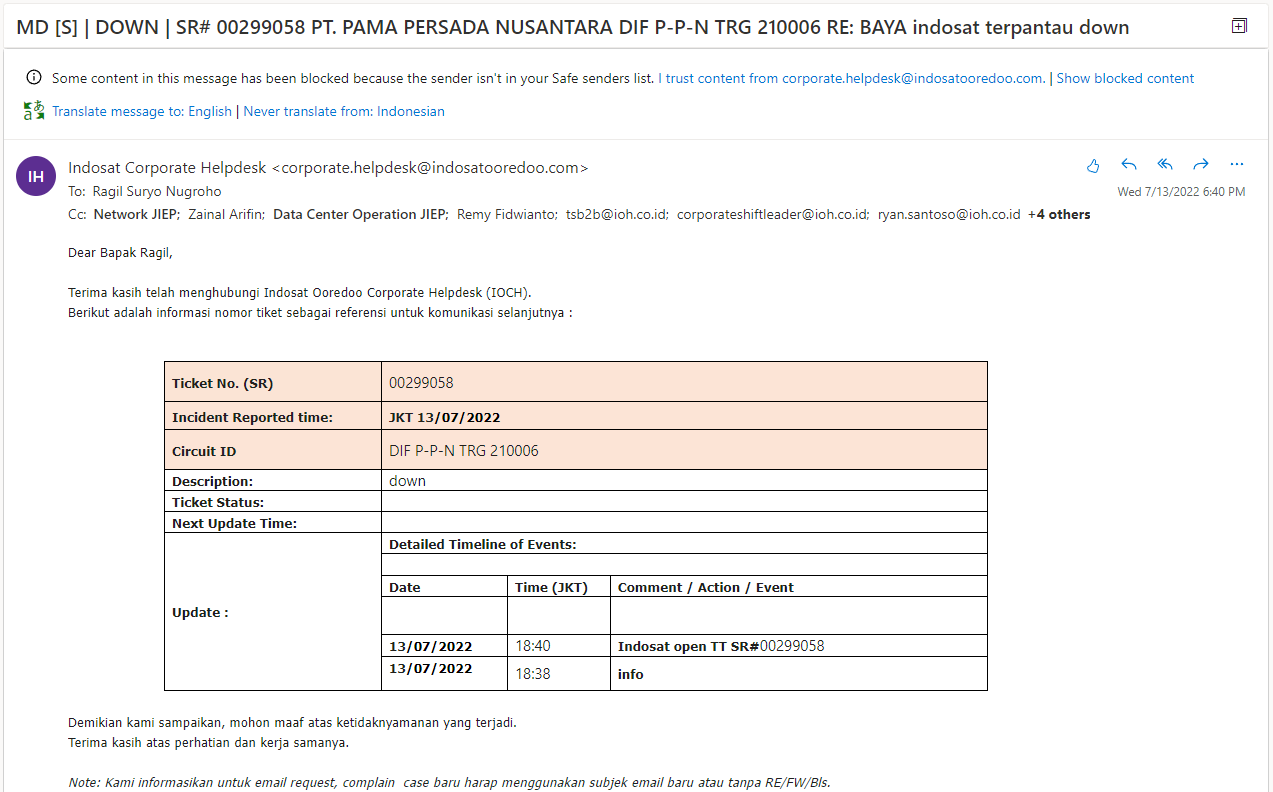 MD [S] | DOWN | SR# 00299058 PT. PAMA PERSADA NUSANTARA DIF P-P-N TRG 210006 RE: BAYA indosat terpantau down
Some content in this message has been blocked because the sender isn't in your Safe senders list. I trust content from corporate.helpdesk@indosatooredoo.com. | Show blocked content
Translate message to: English | Never translate from: Indonesian
IH
Indosat Corporate Helpdesk <corporate.helpdesk@indosatooredoo.com>
To: Ragil Suryo Nugroho
Wed 7/13/2022 6:40 PM
Cc: Network JIEP; Zainal Arifin; Data Center Operation JIEP; Remy Fidwianto; tsb2b@ioh.co.id; corporateshiftleader@ioh.co.id; ryan.santoso@ioh.co.id +4 others
Dear Bapak Ragil,
Terima kasih telah menghubungi Indosat Ooredoo Corporate Helpdesk (IOCH).
Berikut adalah informasi nomor tiket sebagai referensi untuk komunikasi selanjutnya :
Ticket No. (SR) 00299058
Incident Reported time: JKT 13/07/2022
Circuit ID DIF P-P-N TRG 210006
Description: down
Ticket Status:
Next Update Time:
Detailed Timeline of Events:
Date Time (JKT) Comment / Action / Event
Update :
13/07/2022 18:40 Indosat open TT SR#00299058
13/07/2022 18:38 info
Demikian kami sampaikan, mohon maaf atas ketidaknyamanan yang terjadi.
Terima kasih atas perhatian dan kerja samanya.
Note: Kami informasikan untuk email request, complain  case baru harap menggunakan subjek email baru atau tanpa RE/FW/Bls.